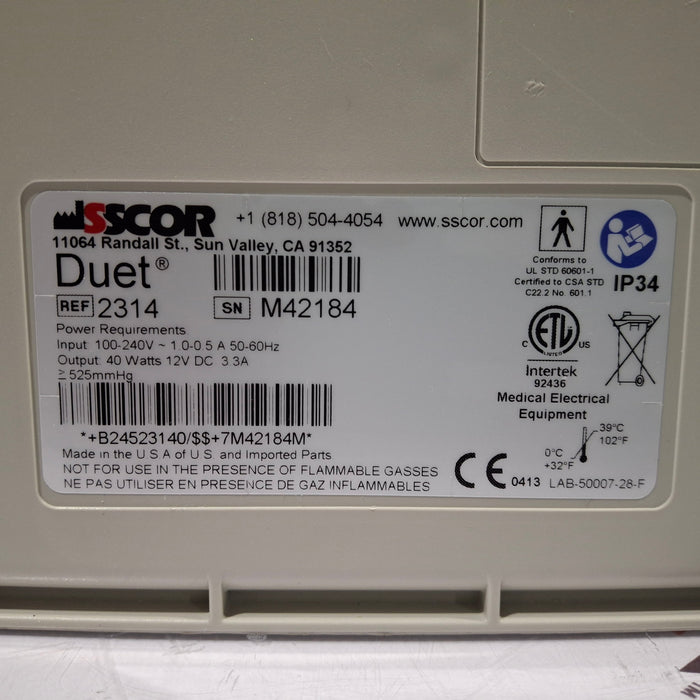 SSCOR +1 (818) 504-4054 www.sscor.com
11064 Randall St., Sun Valley, CA 91352
Duet®
REF 2314 SN M42184
Power Requirements
Input: 100-240V ~ 1.0-0.5 A 50-60Hz
Output: 40 Watts 12V DC 3.3A
≥ 525mmHg
*+B24523140/$$+7M42184M*
Made in the U.S.A of U.S. and Imported Parts
NOT FOR USE IN THE PRESENCE OF FLAMMABLE GASSES
NE PAS UTILISER EN PRESENCE DE GAZ INFLAMMABLES
Conforms to
UL STD 60601-1
Certified to CSA STD
C22.2 No. 601.1
IP34
C ETL US
LISTED
Intertek
92436
Medical Electrical
Equipment
39°C
102°F
0°C
+32°F
CE 0413 LAB-50007-28-F